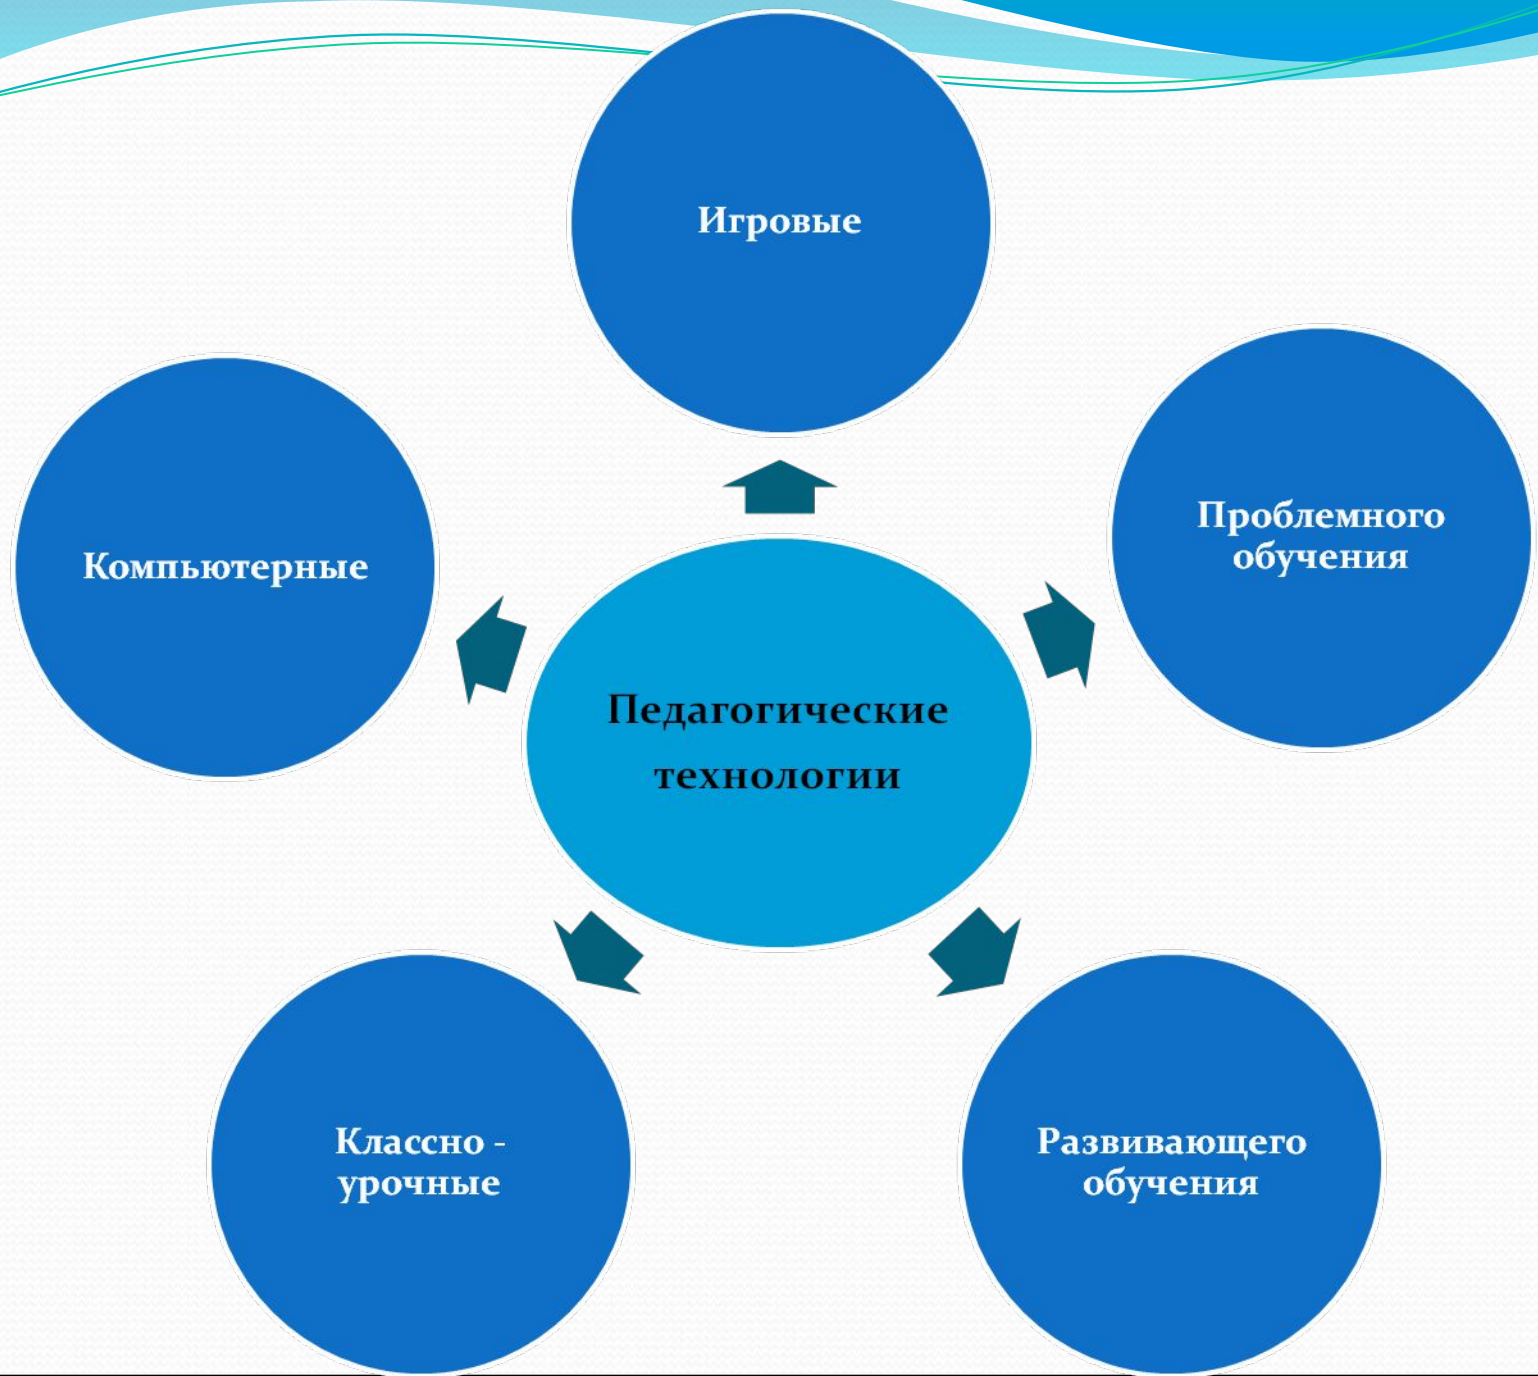 Игровые
Проблемного
обучения
Компьютерные
Педагогические
технологии
Классно -
урочные
Развивающего
обучения